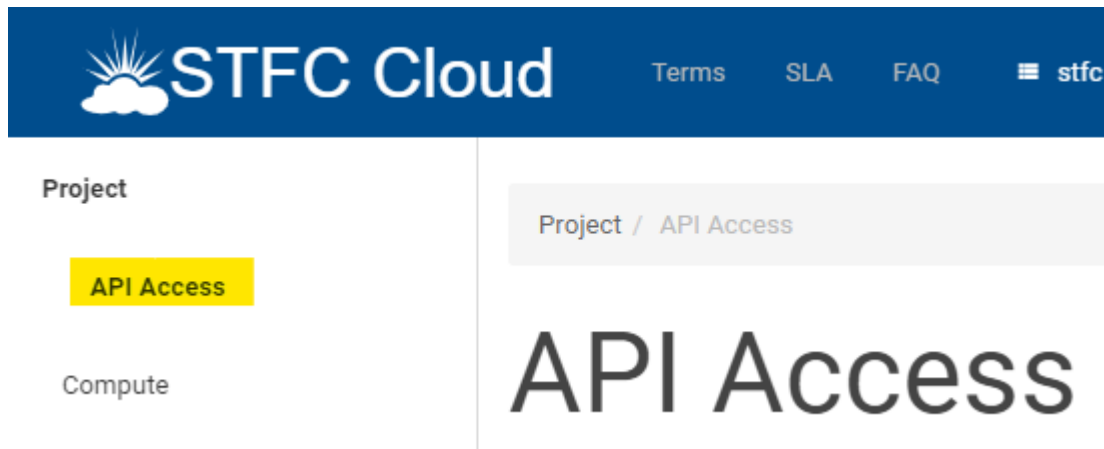 STFC Cloud Terms SLA FAQ stfc
Project
Project / API Access
API Access
API Access
Compute